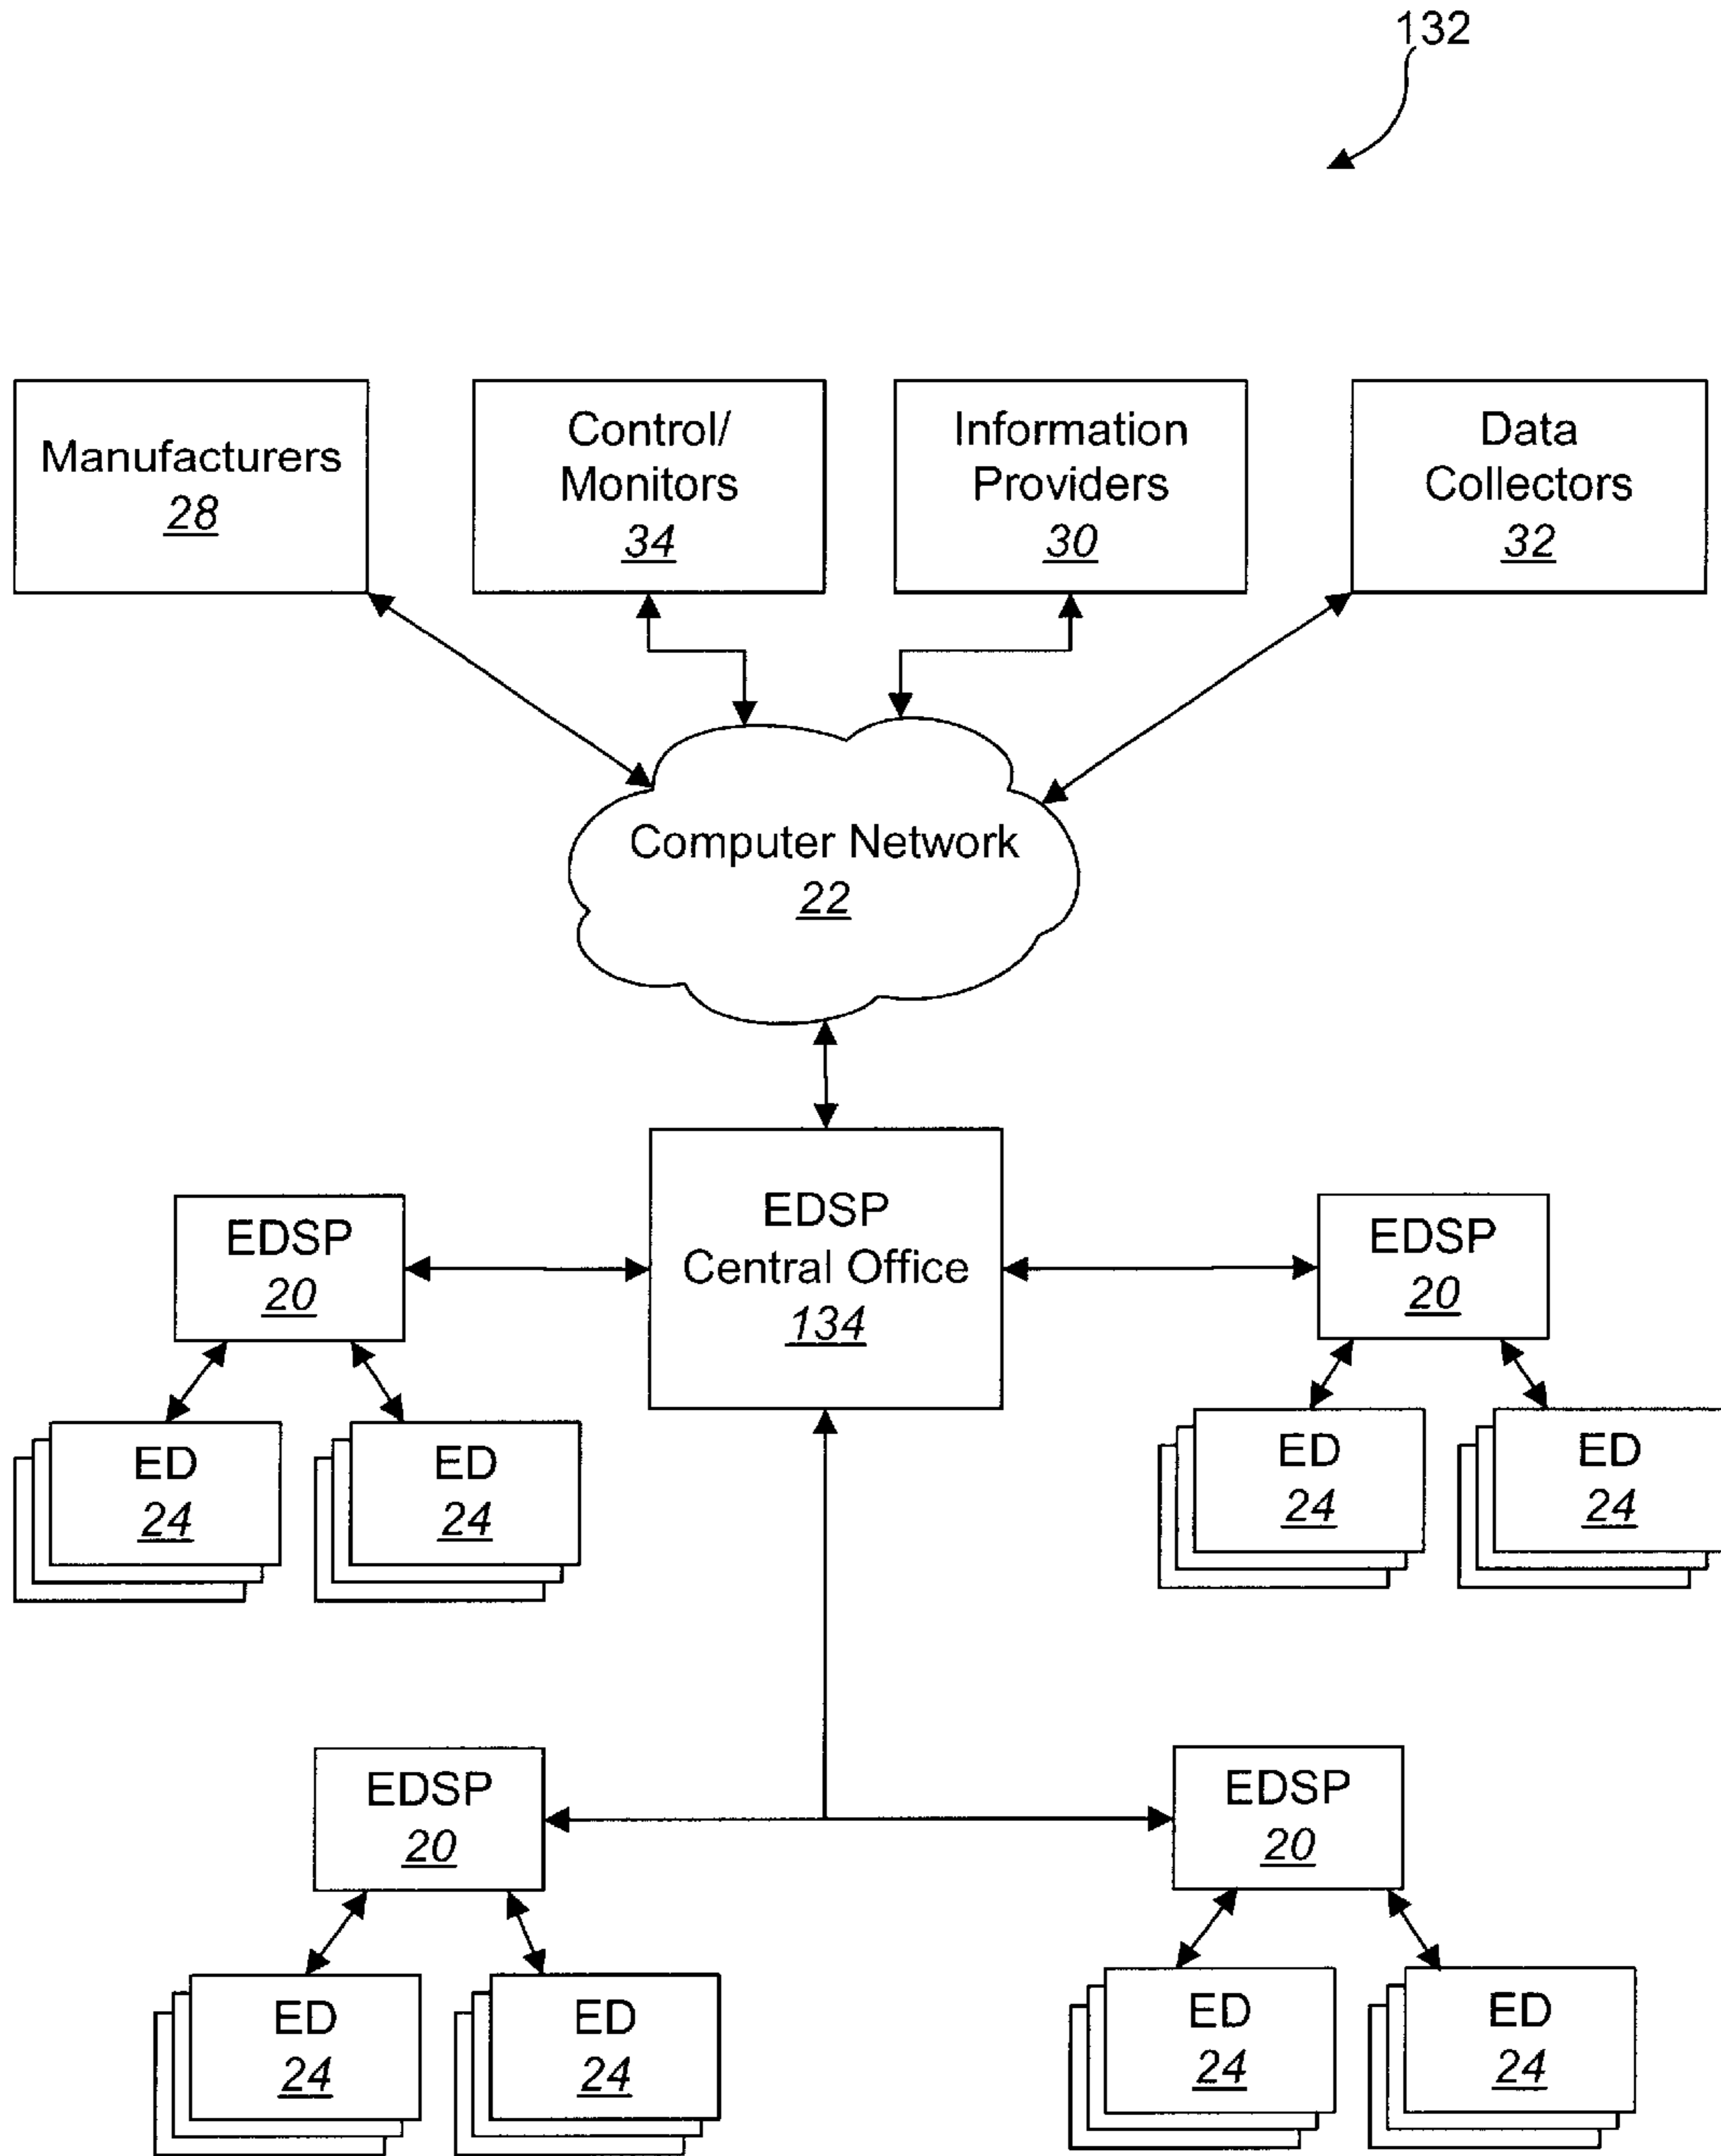 132
Manufacturers
28
Control/
Monitors
34
Information
Providers
30
Data
Collectors
32
Computer Network
22
EDSP
Central Office
134
EDSP
20
EDSP
20
ED
24
ED
24
ED
24
ED
24
EDSP
20
EDSP
20
ED
24
ED
24
ED
24
ED
24